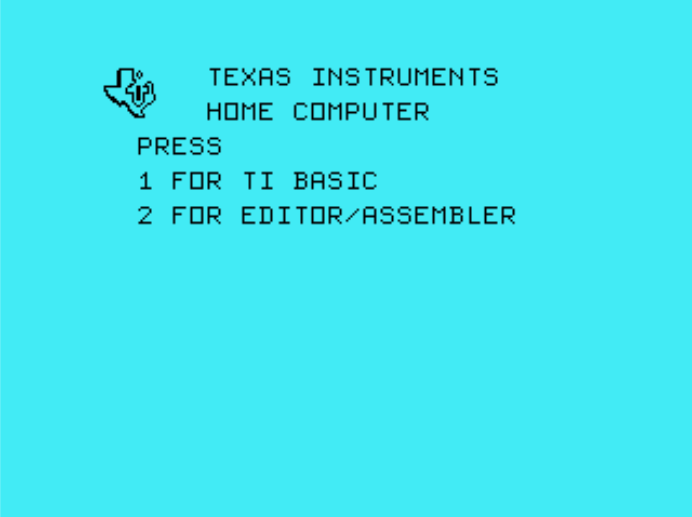 TEXAS INSTRUMENTS
HOME COMPUTER
PRESS
1 FOR TI BASIC
2 FOR EDITOR/ASSEMBLER